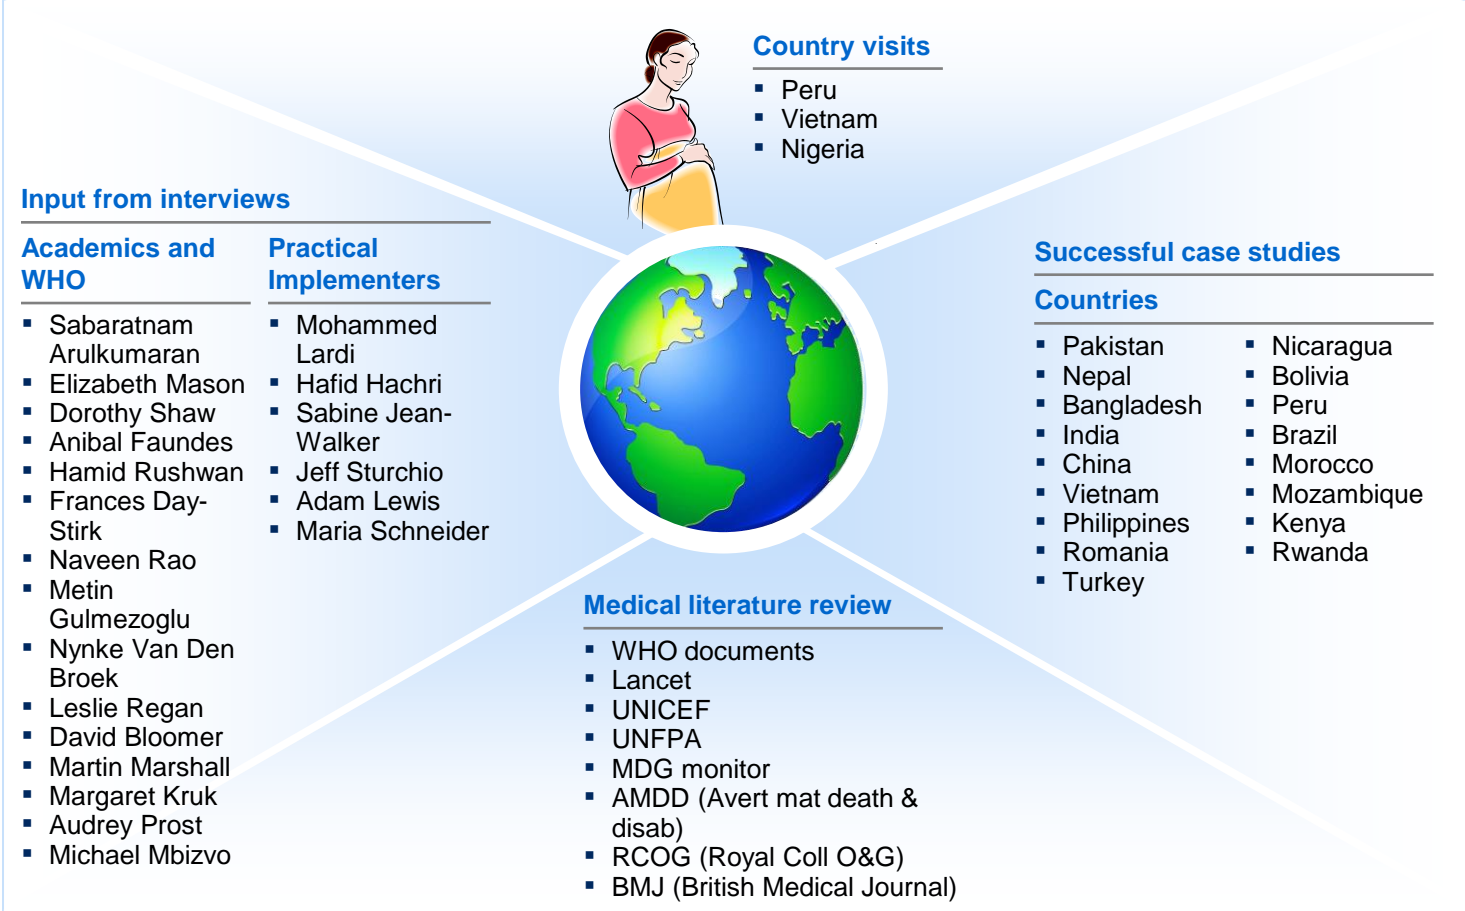 Country visits
▪ Peru
▪ Vietnam
▪ Nigeria
Input from interviews
Academics and
WHO
▪ Sabaratnam
Arulkumaran
▪ Elizabeth Mason
▪ Dorothy Shaw
▪ Anibal Faundes
▪ Hamid Rushwan
▪ Frances Day-
Stirk
▪ Naveen Rao
▪ Metin
Gulmezoglu
▪ Nynke Van Den
Broek
▪ Leslie Regan
▪ David Bloomer
▪ Martin Marshall
▪ Margaret Kruk
▪ Audrey Prost
▪ Michael Mbizvo
Practical
Implementers
▪ Mohammed
Lardi
▪ Hafid Hachri
▪ Sabine Jean-
Walker
▪ Jeff Sturchio
▪ Adam Lewis
▪ Maria Schneider
Successful case studies
Countries
▪ Pakistan
▪ Nepal
▪ Bangladesh
▪ India
▪ China
▪ Vietnam
▪ Philippines
▪ Romania
▪ Turkey
▪ Nicaragua
▪ Bolivia
▪ Peru
▪ Brazil
▪ Morocco
▪ Mozambique
▪ Kenya
▪ Rwanda
Medical literature review
▪ WHO documents
▪ Lancet
▪ UNICEF
▪ UNFPA
▪ MDG monitor
▪ AMDD (Avert mat death &
disab)
▪ RCOG (Royal Coll O&G)
▪ BMJ (British Medical Journal)